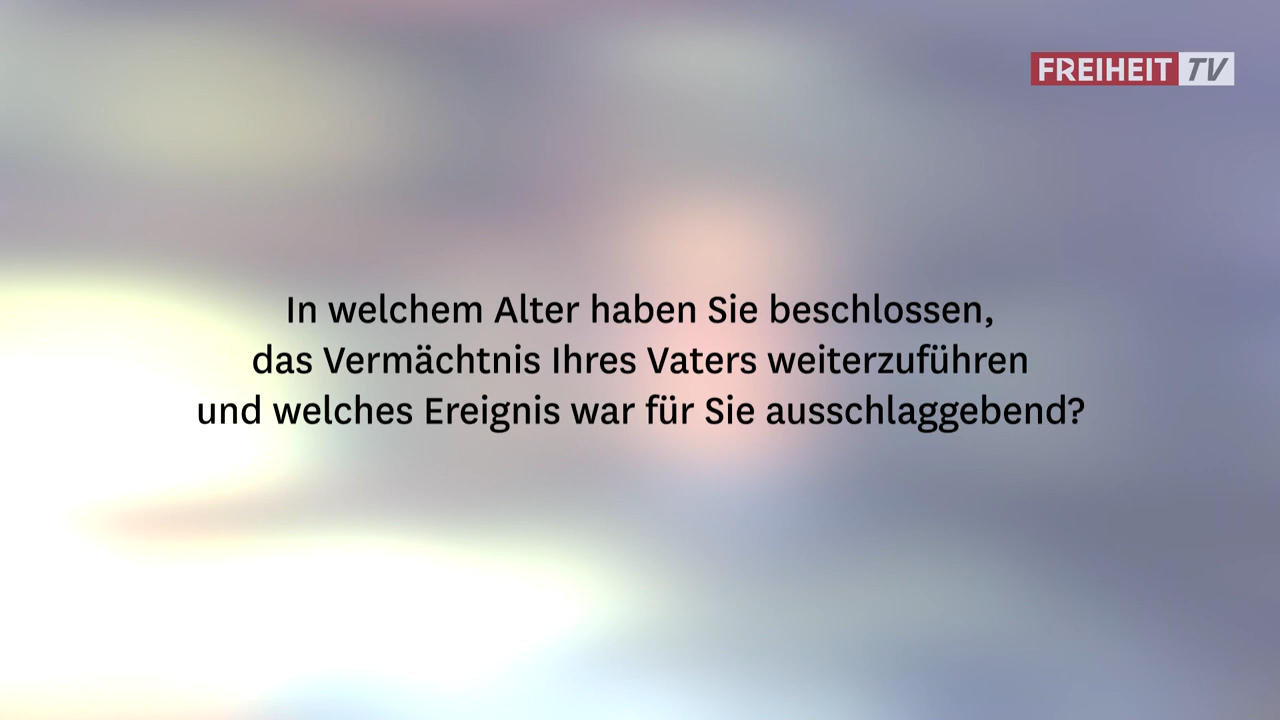 FREIHEIT TV
In welchem Alter haben Sie beschlossen,
das Vermächtnis Ihres Vaters weiterzuführen
und welches Ereignis war für Sie ausschlaggebend?